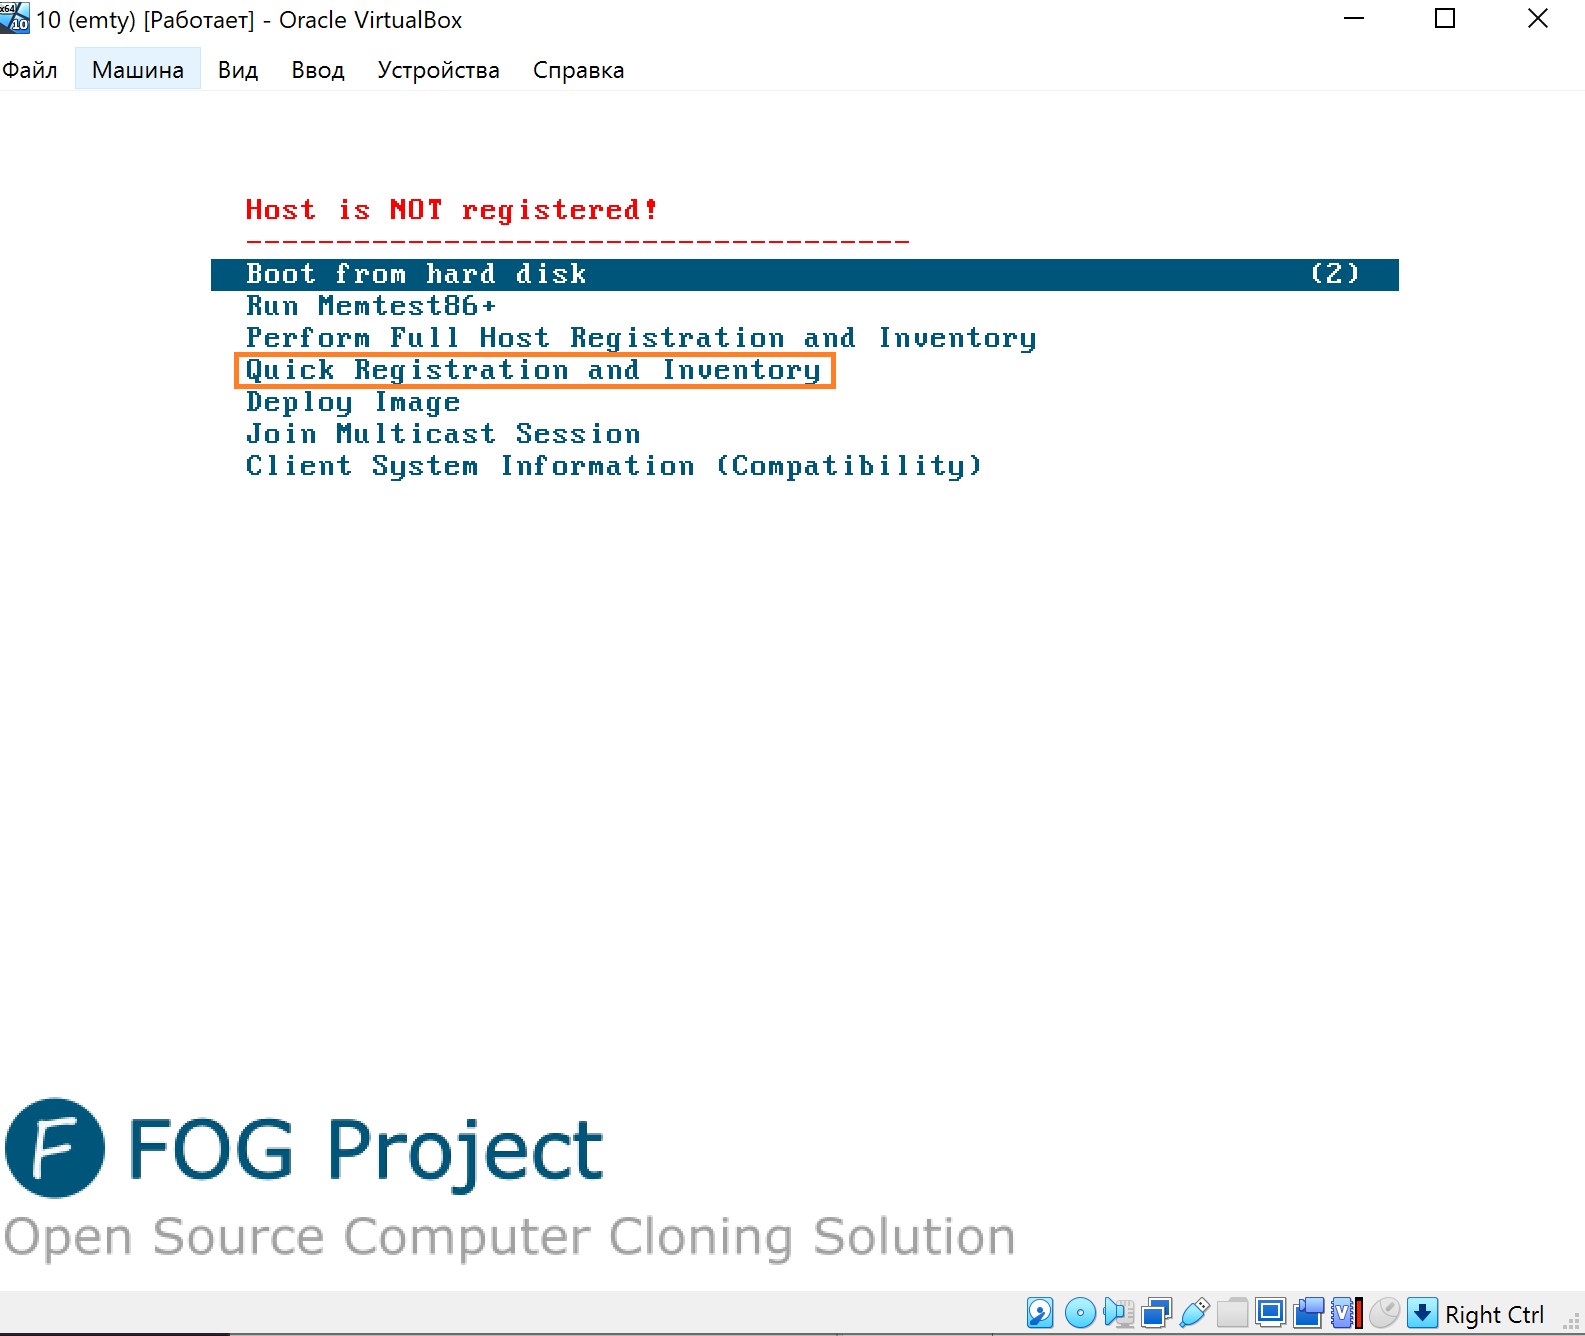 10 (emty) [Работает] - Oracle VirtualBox
Файл Машина Вид Ввод Устройства Справка
Host is NOT registered!
-------------------------------------
Boot from hard disk (2)
Run Memtest86+
Perform Full Host Registration and Inventory
Quick Registration and Inventory
Deploy Image
Join Multicast Session
Client System Information (Compatibility)
F FOG Project
Open Source Computer Cloning Solution
Right Ctrl